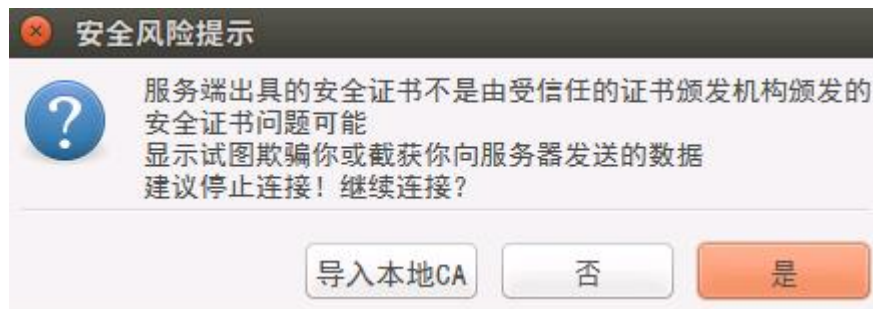 安全风险提示
服务端出具的安全证书不是由受信任的证书颁发机构颁发的
安全证书问题可能
显示试图欺骗你或截获你向服务器发送的数据
建议停止连接！继续连接？
导入本地CA 否 是